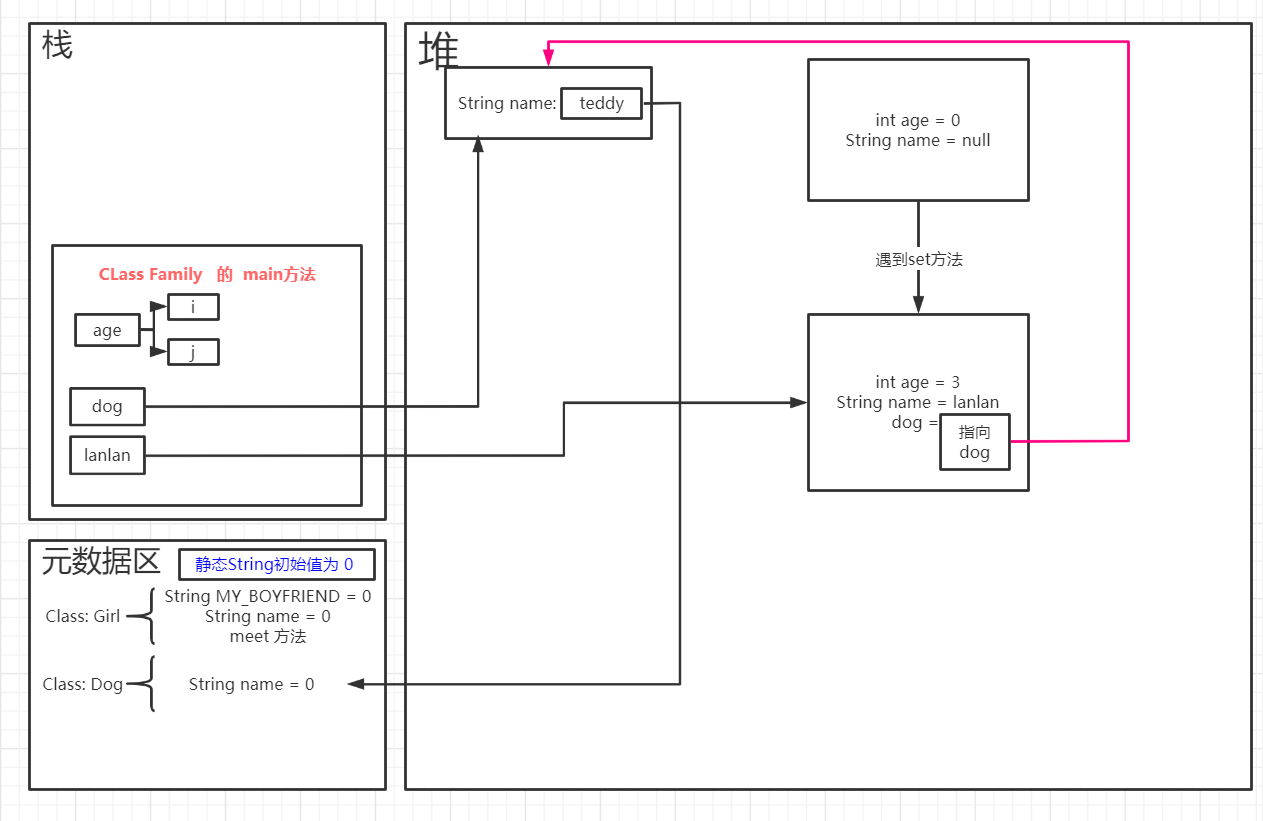 栈
CLass Family 的 main方法
age
i
j
dog
lanlan
堆
String name:
teddy
int age = 0
String name = null
遇到set方法
int age = 3
String name = lanlan
dog =
指向
dog
元数据区
静态String初始值为 0
Class: Girl
String MY_BOYFRIEND = 0
String name = 0
meet 方法
Class: Dog
String name = 0